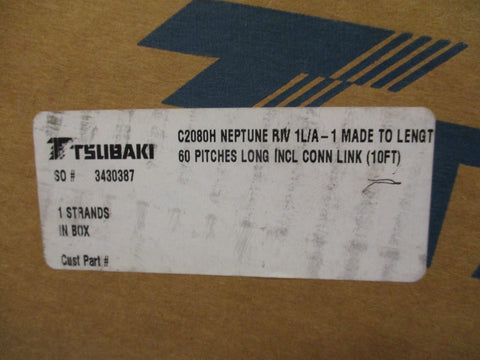 C2080H NEPTUNE RIV 1L/A-1 MADE TO LENGT
TSUBAKI
60 PITCHES LONG INCL CONN LINK (10FT)
SO # 3430387
1 STRANDS
IN BOX
Cust Part #